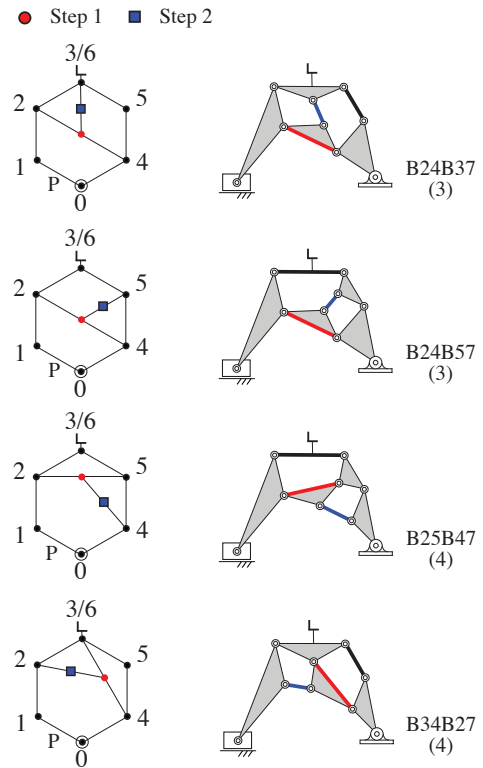 Step 1 Step 2
3/6
L
L
2 5
1 4
P
0
B24B37
(3)
3/6
L
L
2 5
1 4
P
0
B24B57
(3)
3/6
L
L
2 5
1 4
P
0
B25B47
(4)
3/6
L
L
2 5
1 4
P
0
B34B27
(4)